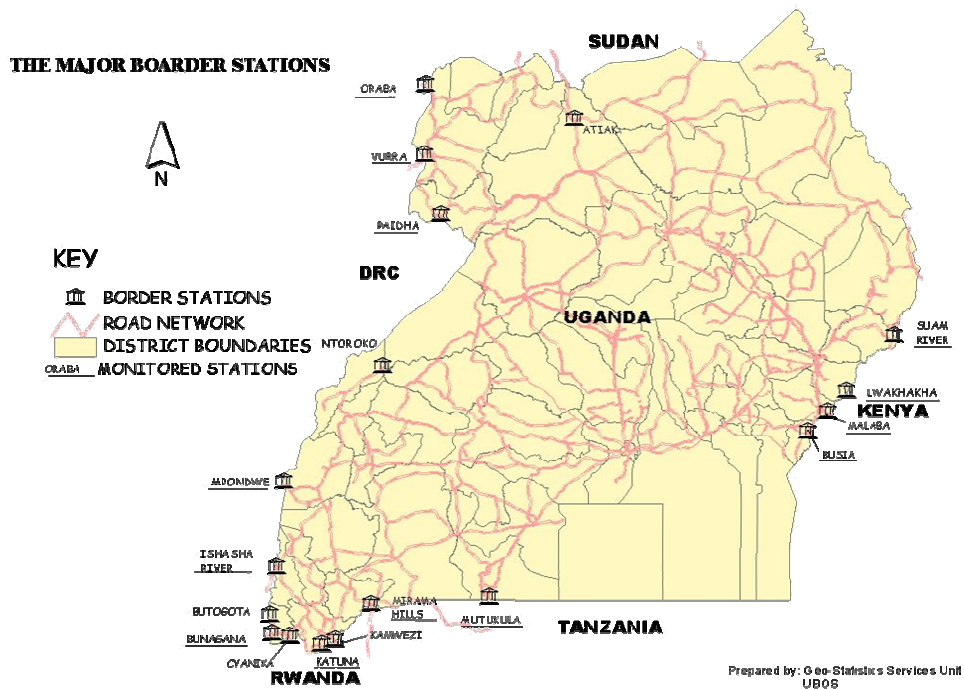 SUDAN
THE MAJOR BOARDER STATIONS
ORABA
ATIAK
N
VURRA
PAIDHA
KEY
DRC
BORDER STATIONS
UGANDA
ROAD NETWORK
SUAM
RIVER
DISTRICT BOUNDARIES
NTOROKO
ORABA MONITORED STATIONS
LWAKHAKHA
KENYA
MALABA
BUSIA
MPONDWE
ISHASHA
RIVER
BUTOGOTA
MIRAMA
HILLS
MUTUKULA
TANZANIA
BUNAGANA
KAMWEZI
CYANIKA
KATUNA
RWANDA
Prepared by: Geo-Statistics Services Unit
UBOS